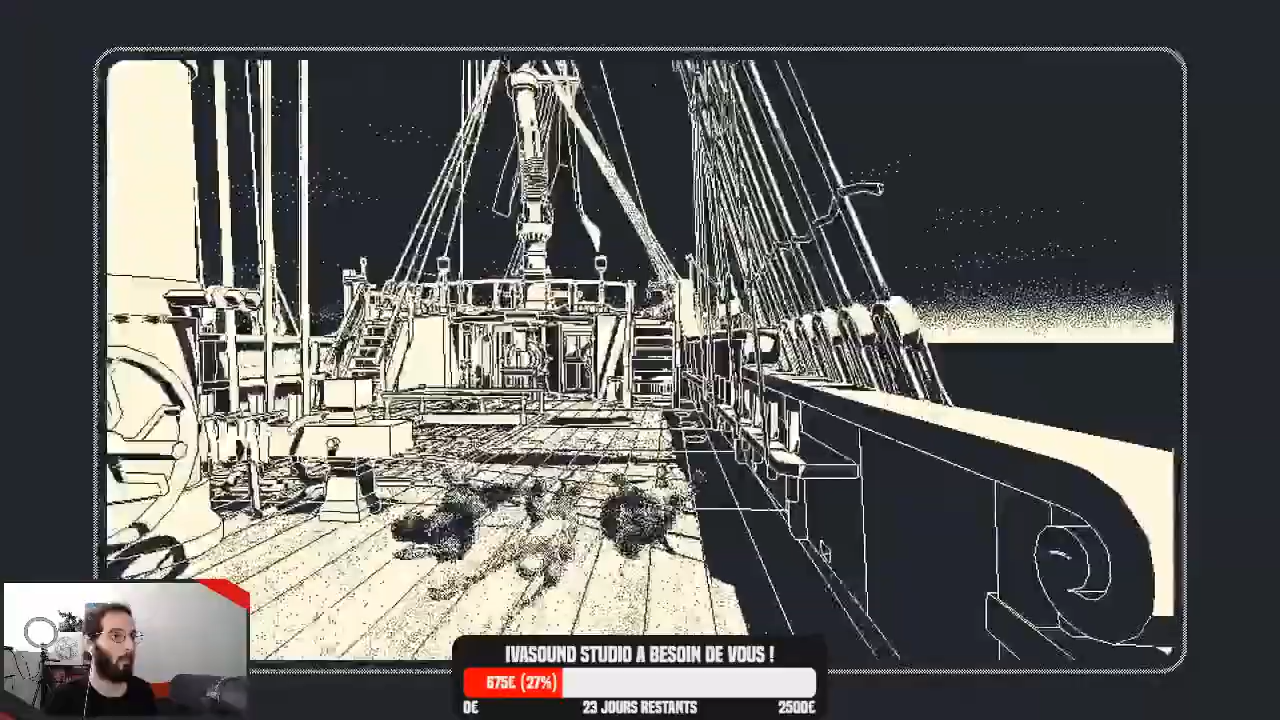 IVASOUND STUDIO A BESOIN DE VOUS !
675€ (27%)
0€ 23 JOURS RESTANTS 2500€